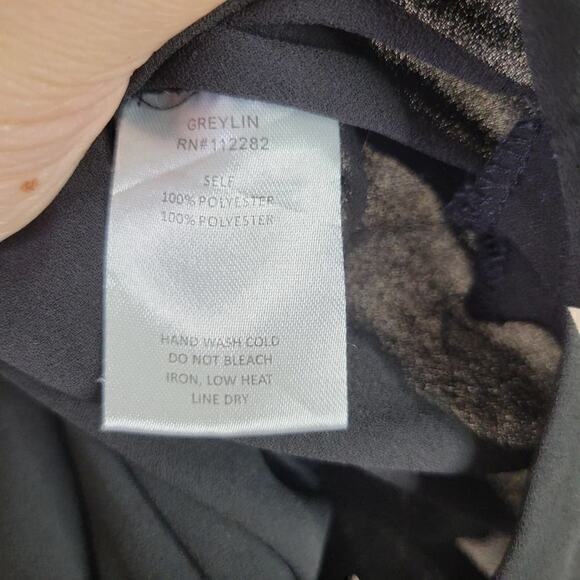 GREYLIN
RN#112282
SELF
100% POLYESTER
100% POLYESTER
HAND WASH COLD
DO NOT BLEACH
IRON, LOW HEAT
LINE DRY